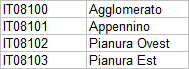 IT08100 Agglomerato
IT08101 Appennino
IT08102 Pianura Ovest
IT08103 Pianura Est